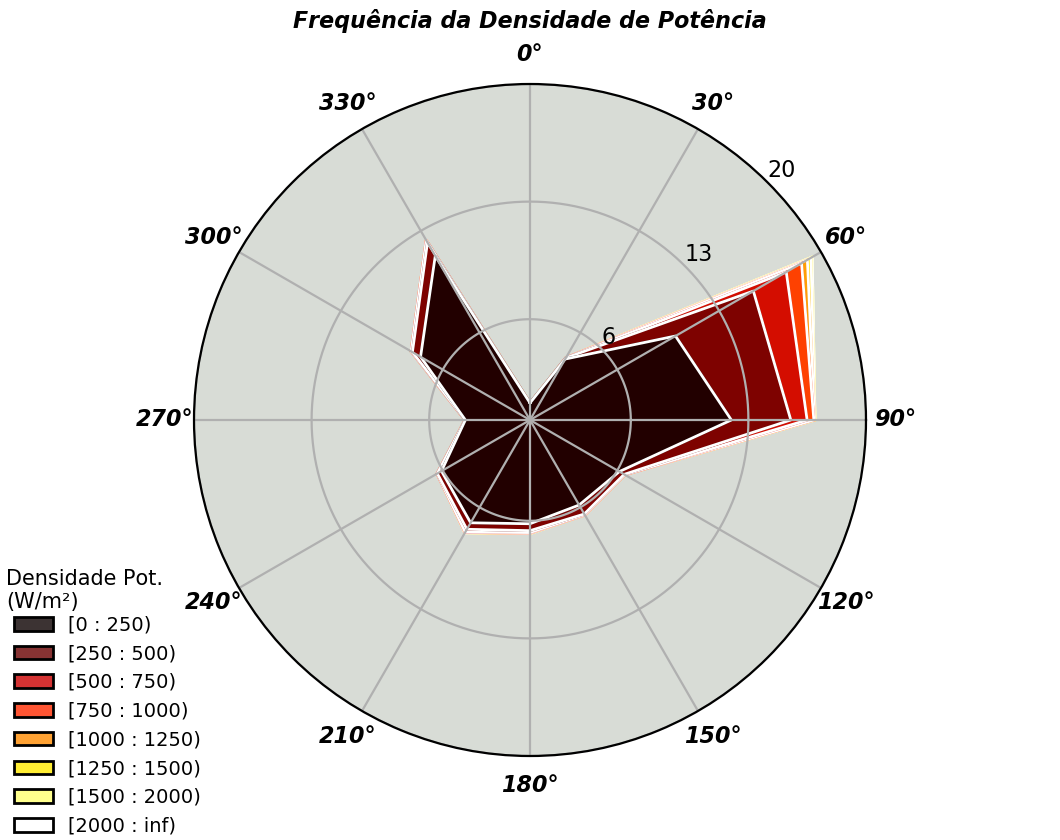 Frequência da Densidade de Potência
0°
330°
30°
20
300°
60°
13
6
270°
90°
240°
120°
210°
150°
180°
Densidade Pot.
(W/m²)
[0 : 250)
[250 : 500)
[500 : 750)
[750 : 1000)
[1000 : 1250)
[1250 : 1500)
[1500 : 2000)
[2000 : inf)